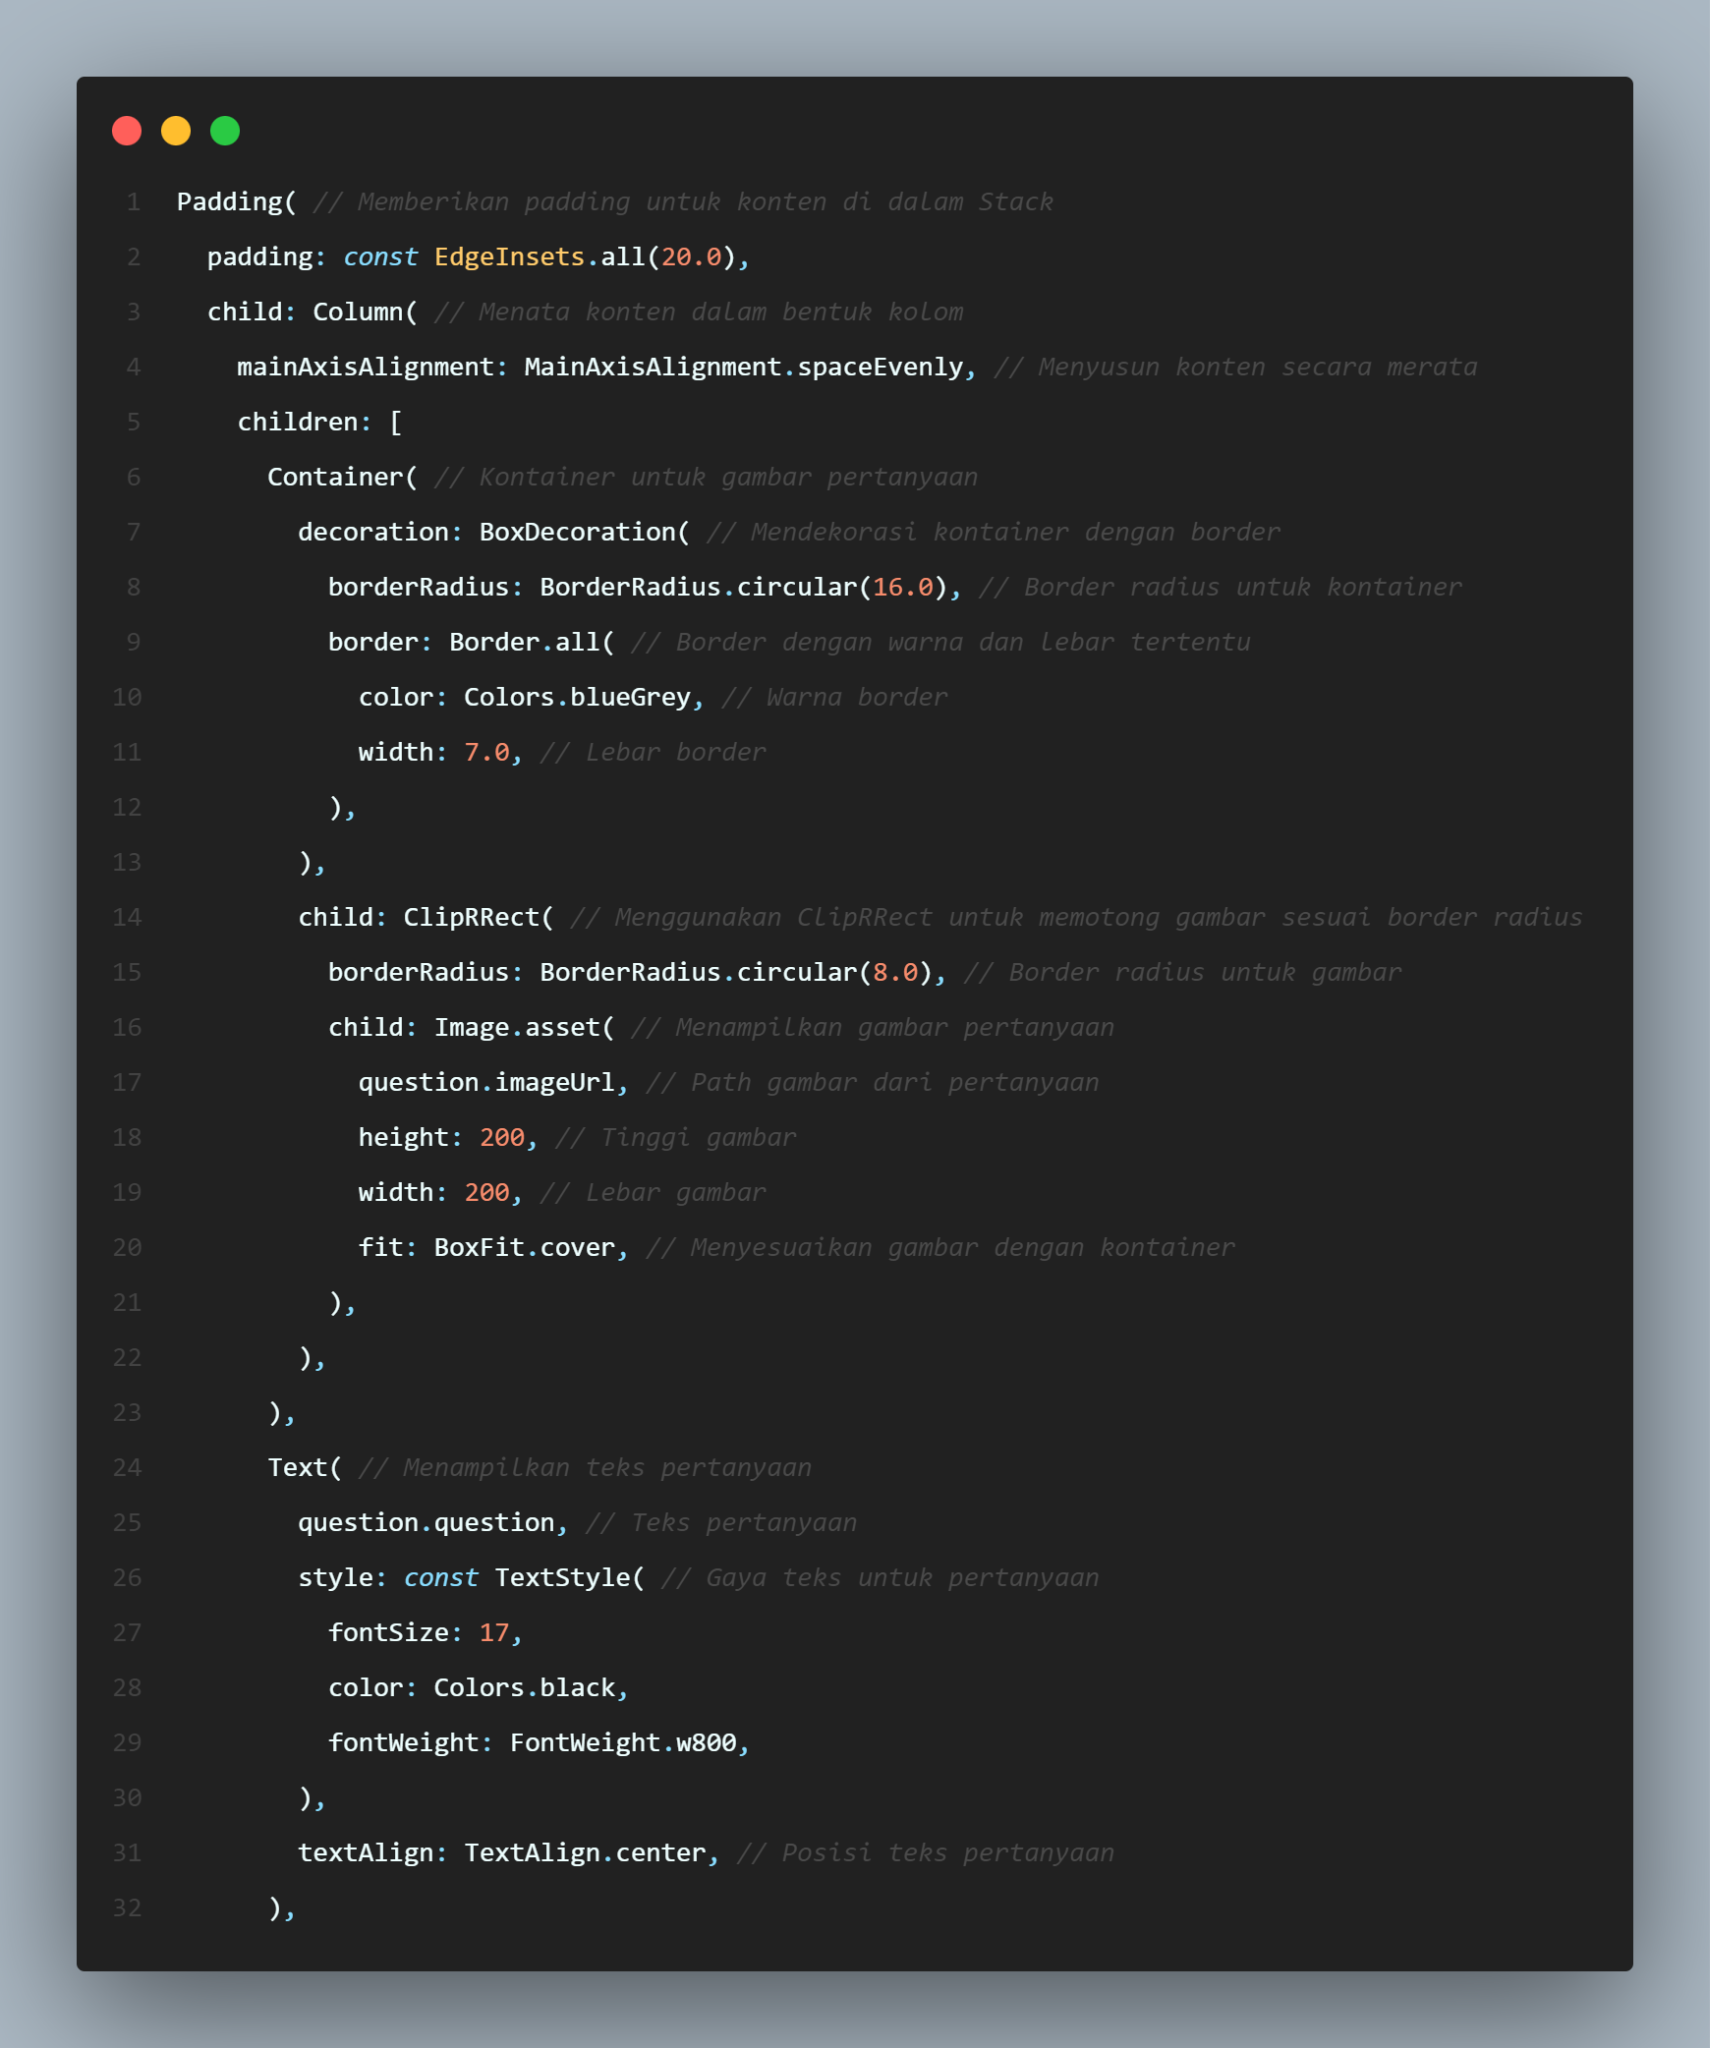 1 Padding( // Memberikan padding untuk konten di dalam Stack
2 padding: const EdgeInsets.all(20.0),
3 child: Column( // Menata konten dalam bentuk kolom
4 mainAxisAlignment: MainAxisAlignment.spaceEvenly, // Menyusun konten secara merata
5 children: [
6 Container( // Kontainer untuk gambar pertanyaan
7 decoration: BoxDecoration( // Mendekorasi kontainer dengan border
8 borderRadius: BorderRadius.circular(16.0), // Border radius untuk kontainer
9 border: Border.all( // Border dengan warna dan lebar tertentu
10 color: Colors.blueGrey, // Warna border
11 width: 7.0, // Lebar border
12 ),
13 ),
14 child: ClipRRect( // Menggunakan ClipRRect untuk memotong gambar sesuai border radius
15 borderRadius: BorderRadius.circular(8.0), // Border radius untuk gambar
16 child: Image.asset( // Menampilkan gambar pertanyaan
17 question.imageUrl, // Path gambar dari pertanyaan
18 height: 200, // Tinggi gambar
19 width: 200, // Lebar gambar
20 fit: BoxFit.cover, // Menyesuaikan gambar dengan kontainer
21 ),
22 ),
23 ),
24 Text( // Menampilkan teks pertanyaan
25 question.question, // Teks pertanyaan
26 style: const TextStyle( // Gaya teks untuk pertanyaan
27 fontSize: 17,
28 color: Colors.black,
29 fontWeight: FontWeight.w800,
30 ),
31 textAlign: TextAlign.center, // Posisi teks pertanyaan
32 ),